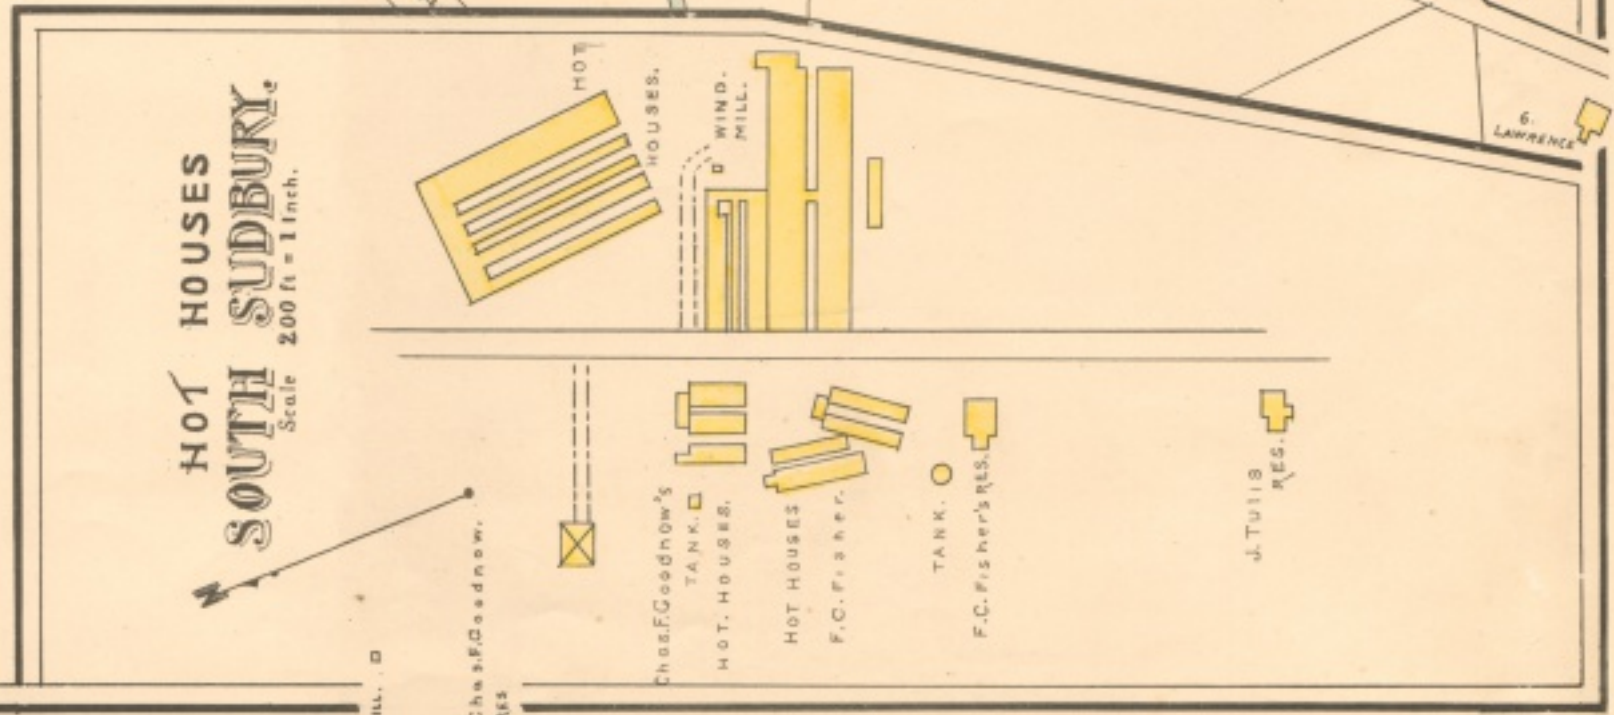 HOT HOUSES
SOUTH SUDBURY.
Scale 200 ft = 1 Inch.
N
HOT
HOUSES.
WIND.
MILL.
G.
LAWRENCE
Chas.F.Goodnow.
Chas.F.Goodnow's
TANK.
HOT. HOUSES.
HOT HOUSES
F.C.Fisher.
TANK.
F.C.Fisher's RES.
J.Tulis
RES.